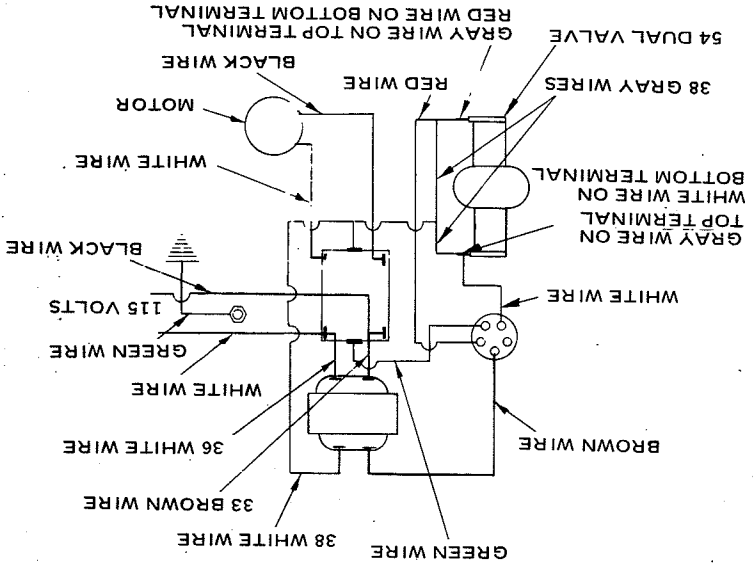 GREEN WIRE
38 WHITE WIRE
33 BROWN WIRE
BROWN WIRE
36 WHITE WIRE
WHITE WIRE
GREEN WIRE
WHITE WIRE
115 VOLTS
BLACK WIRE
GRAY WIRE ON
TOP TERMINAL
WHITE WIRE ON
BOTTOM TERMINAL
WHITE WIRE
MOTOR
38 GRAY WIRES
RED WIRE
BLACK WIRE
54 DUAL VALVE
GRAY WIRE ON TOP TERMINAL
RED WIRE ON BOTTOM TERMINAL